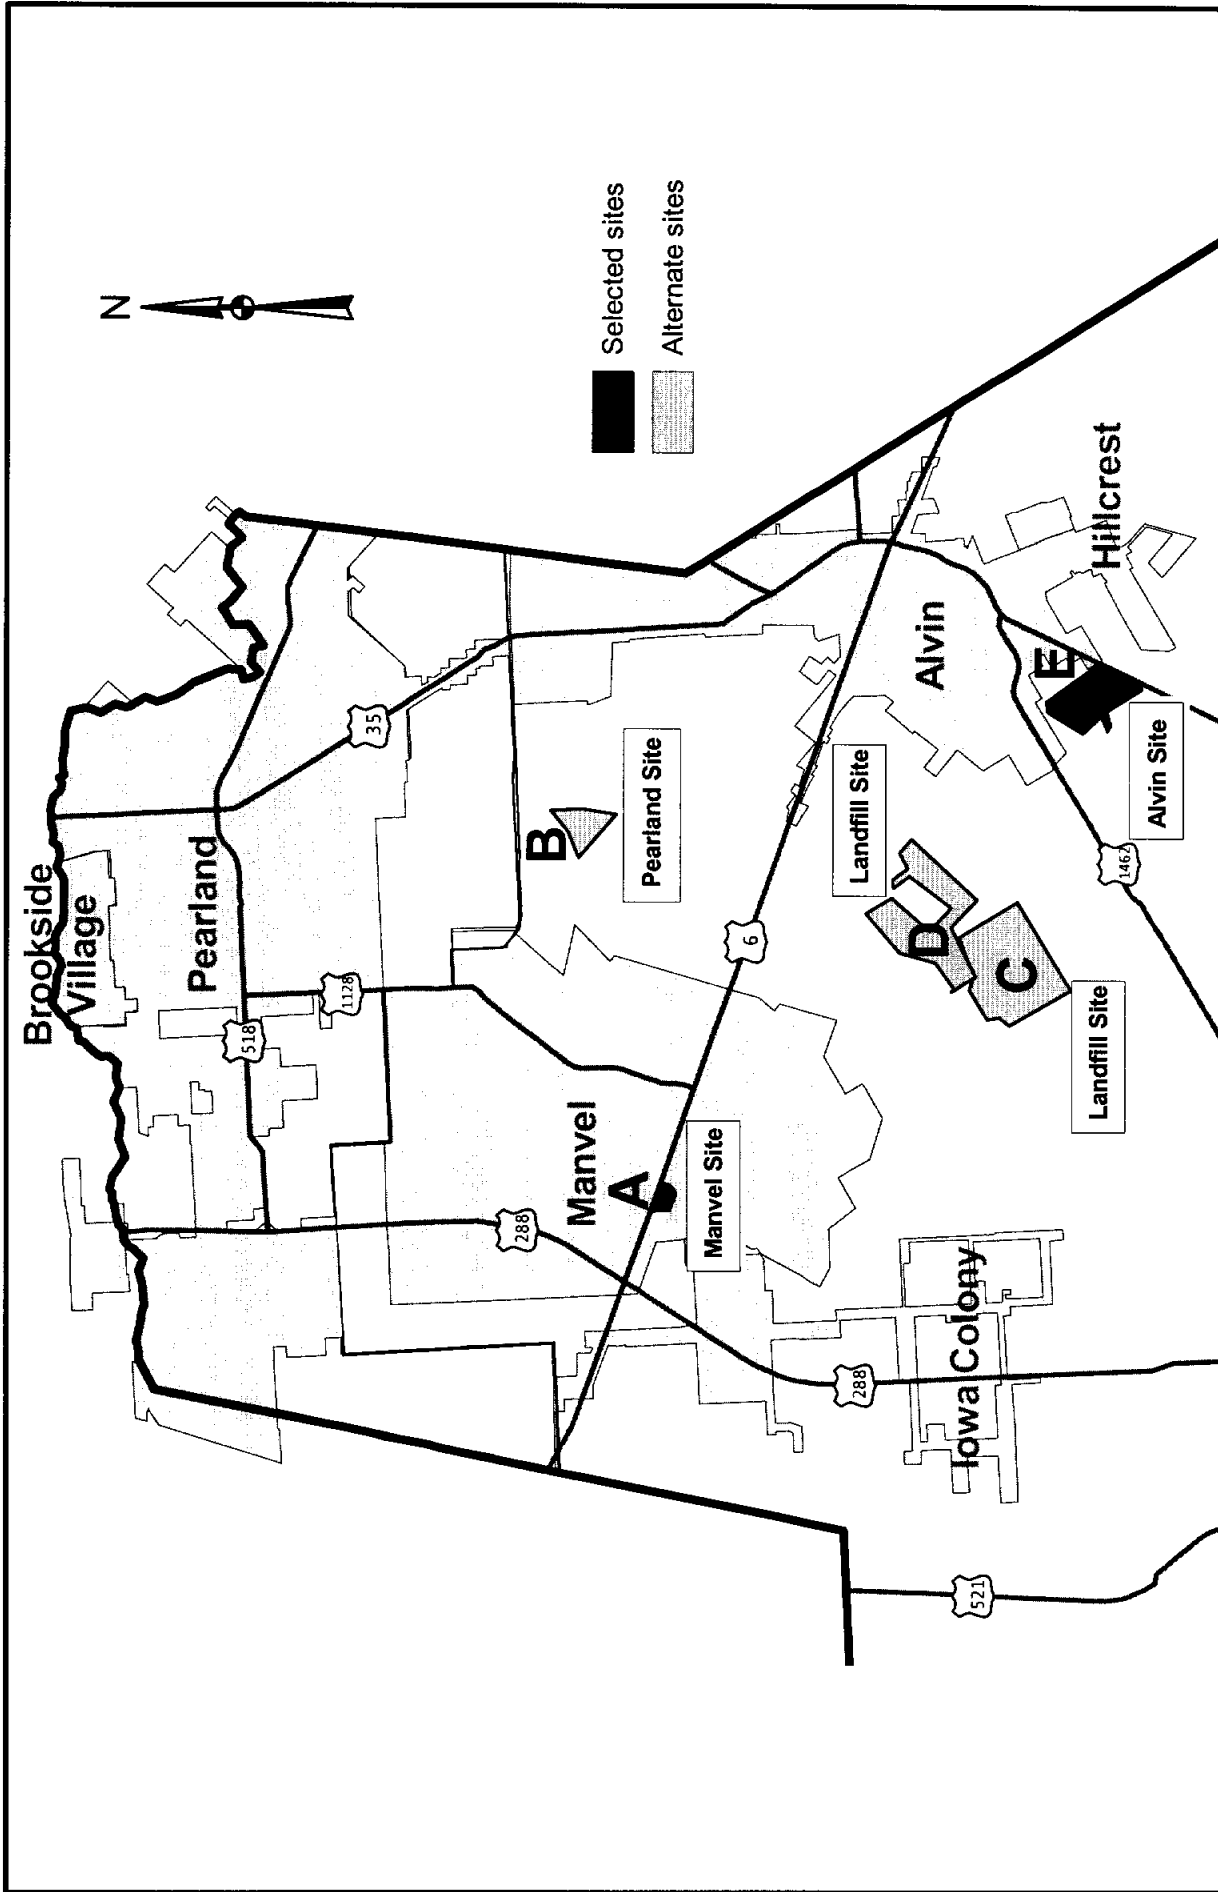 N
Brookside
Village
Pearland
518
1128
35
Selected sites
Alternate sites
288
Manvel
A
Manvel Site
B
Pearland Site
6
288
Iowa Colony
521
Landfill Site
D
C
Landfill Site
Alvin
E
Hillcrest
Alvin Site
1462